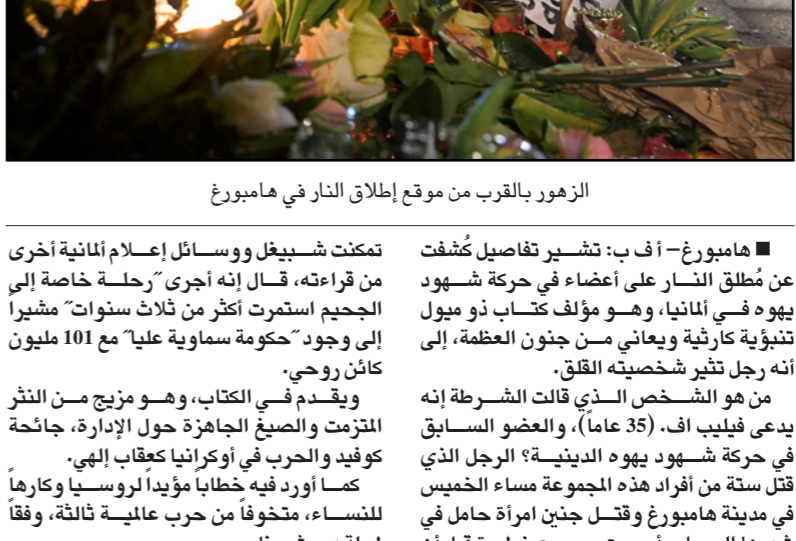 الزهور بالقرب من موقع إطلاق النار في هامبورغ
■ هامبورغ– أ ف ب: تشير تفاصيل كُشفت
عن مُطلق النار على أعضاء في حركة شهود
يهوه في ألمانيا، وهو مؤلف كتاب ذو ميول
تنبؤية كارثية ويعاني من جنون العظمة، إلى
أنه رجل تثير شخصيته القلق.
من هو الشخص الذي قالت الشرطة إنه
يدعى فيليب اف. (35 عاماً)، والعضو السابق
في حركة شهود يهوه الدينية؟ الرجل الذي
قتل ستة من أفراد هذه المجموعة مساء الخميس
في مدينة هامبورغ وقتل جنين امرأة حامل في
تمكنت شبيغل ووسائل إعلام ألمانية أخرى
من قراءته، قال إنه أجرى ”رحلة خاصة إلى
الجحيم استمرت أكثر من ثلاث سنوات“ مشيراً
إلى وجود ”حكومة سماوية عليا“ مع 101 مليون
كائن روحي.
ويقدم في الكتاب، وهو مزيج من النثر
المتزمت والصيغ الجاهزة حول الإدارة، جائحة
كوفيد والحرب في أوكرانيا كعقاب إلهي.
كما أورد فيه خطاباً مؤيداً لروسيا وكارهاً
للنساء، متخوفاً من حرب عالمية ثالثة، وفقاً